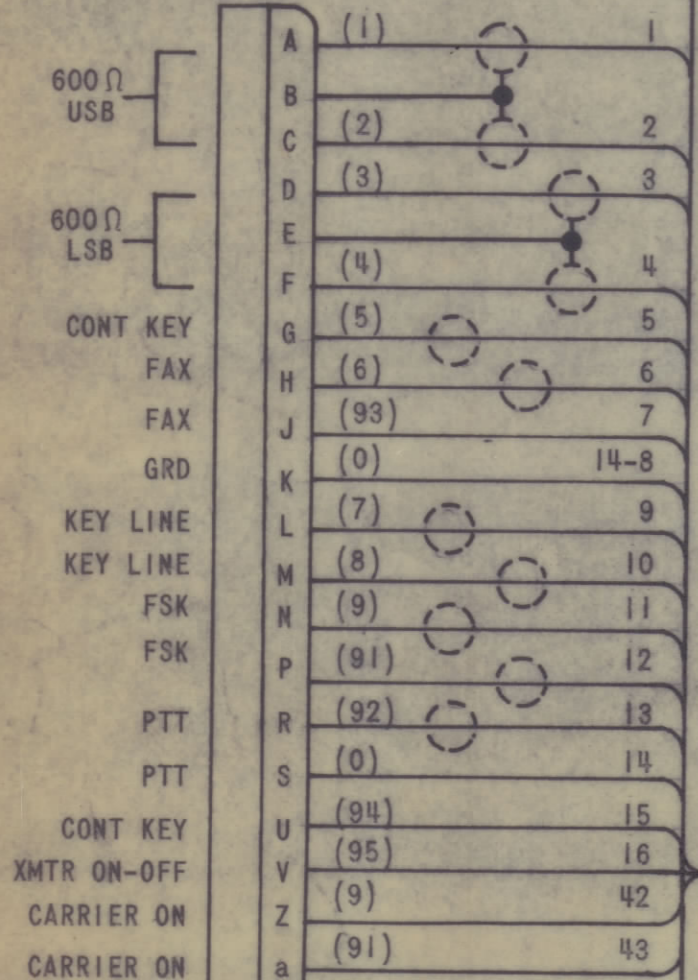 A (1) 1
600Ω USB
B
C (2) 2
D (3) 3
600Ω LSB
E
F (4) 4
CONT KEY G (5) 5
FAX H (6) 6
FAX J (93) 7
GRD K (0) 14-8
KEY LINE L (7) 9
KEY LINE M (8) 10
FSK N (9) 11
FSK P (91) 12
PTT R (92) 13
PTT S (0) 14
CONT KEY U (94) 15
XMTR ON-OFF V (95) 16
CARRIER ON Z (9) 42
CARRIER ON a (91) 43